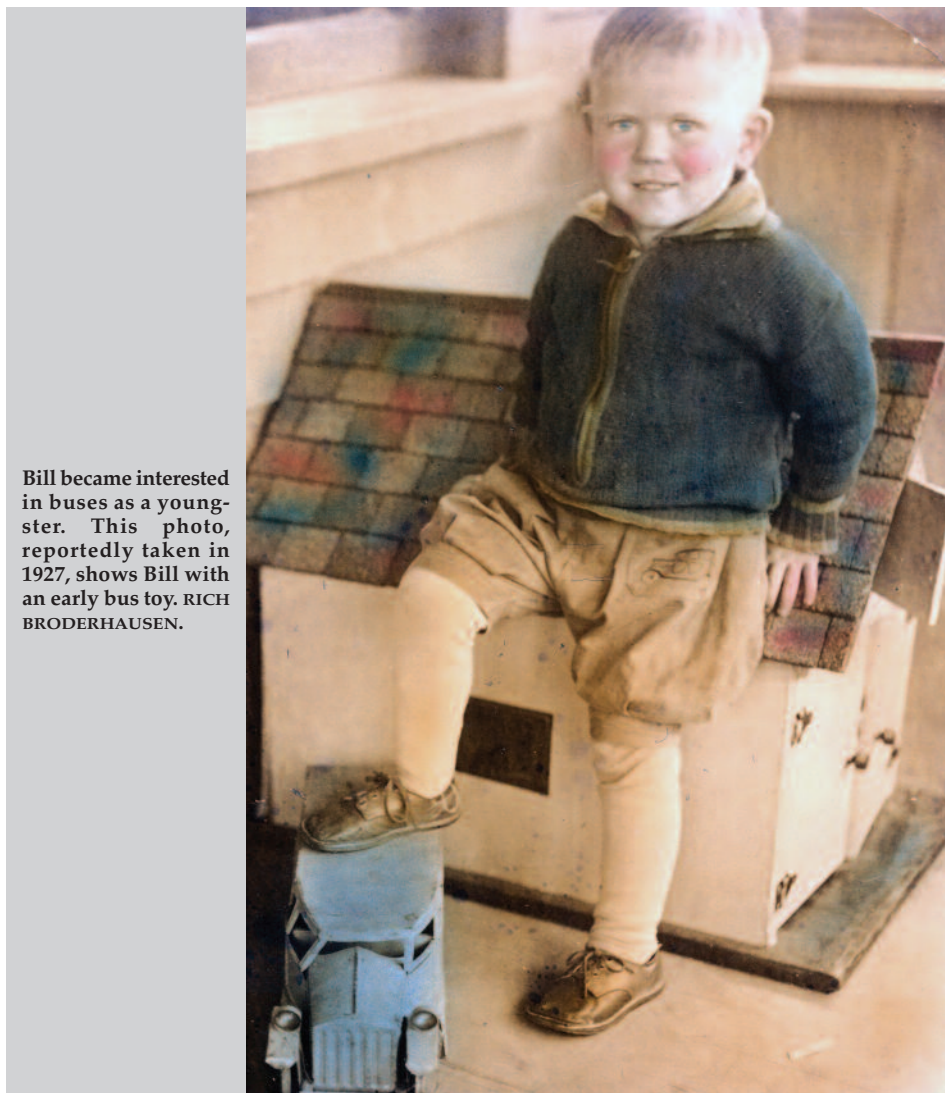 Bill became interested
in buses as a young-
ster. This photo,
reportedly taken in
1927, shows Bill with
an early bus toy. RICH
BRODERHAUSEN.